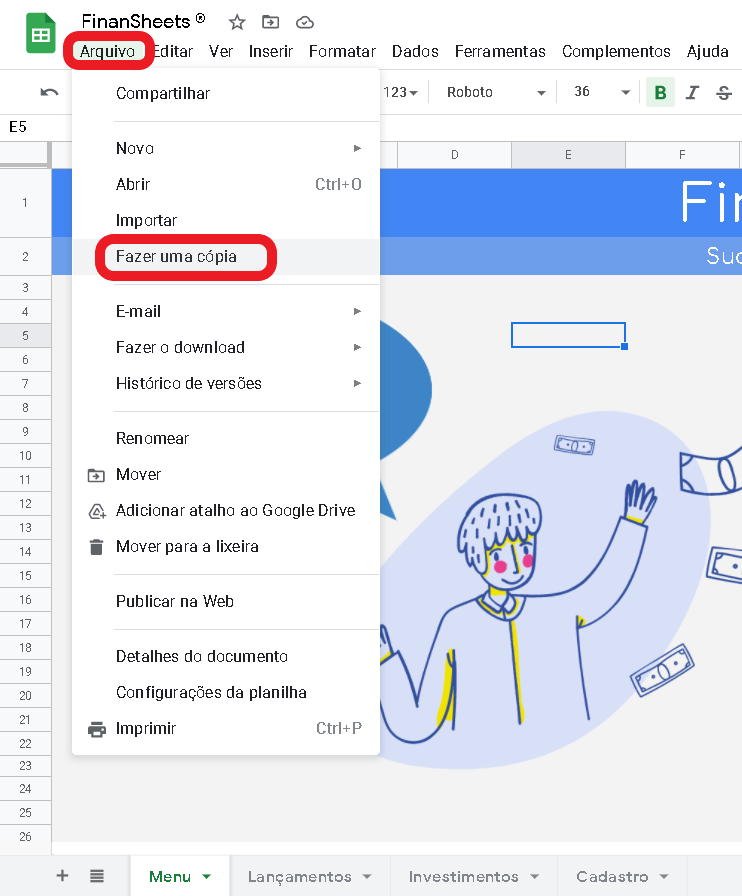 FinanSheets ®
Arquivo Editar Ver Inserir Formatar Dados Ferramentas Complementos Ajuda
123 Roboto 36 B I S
E5
Compartilhar
Novo
Abrir Ctrl+O
Importar
Fazer uma cópia
E-mail
Fazer o download
Histórico de versões
Renomear
Mover
Adicionar atalho ao Google Drive
Mover para a lixeira
Publicar na Web
Detalhes do documento
Configurações da planilha
Imprimir Ctrl+P
D E F
1
Fin
2
Suc
3
4
5
6
7
8
9
10
11
12
13
14
15
16
17
18
19
20
21
22
23
24
25
26
Menu Lançamentos Investimentos Cadastro